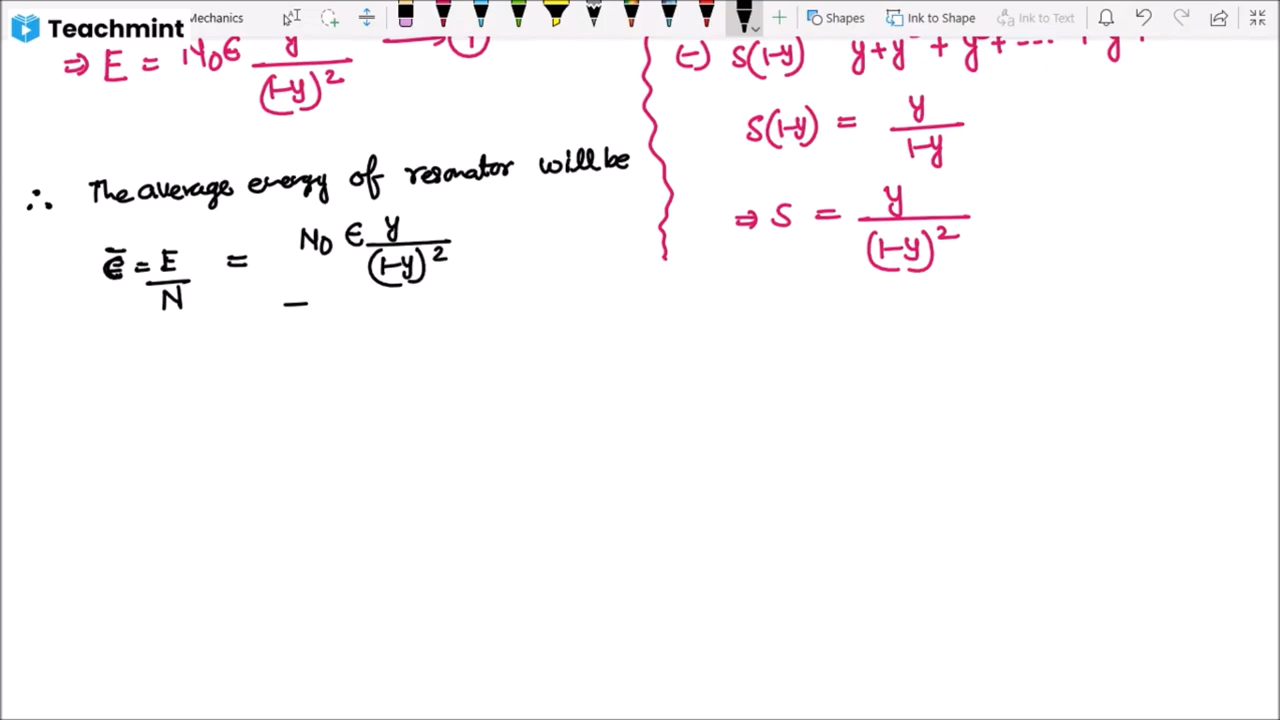 Teachmint
Mechanics
Shapes
Ink to Shape
Ink to Text
⇒ E = N₀ϵ y/(1-y)² → ①
∴ The average energy of resonator will be
ϵ̄ = E/N = N₀ ϵ y/(1-y)²
(-) S(1-y) y + y
S(1-y) = y/(1-y)
⇒ S = y/(1-y)²